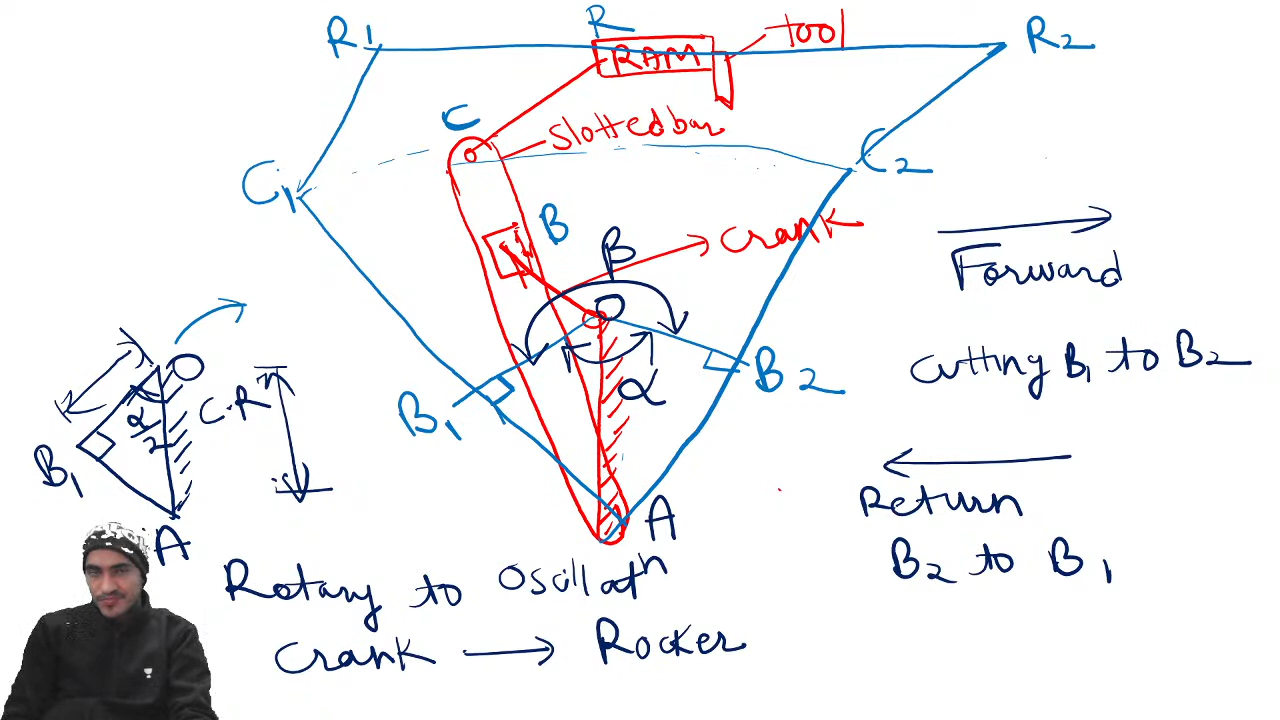 R1
R
RAM
tool
R2
C
slotted bar
C1
C2
B
crank
β
O
Forward
α
B1
B2
cutting B1 to B2
Return
B2 to B1
A
O
α/2
C.R
B1
A
Rotary to Oscillatn
Crank → Rocker